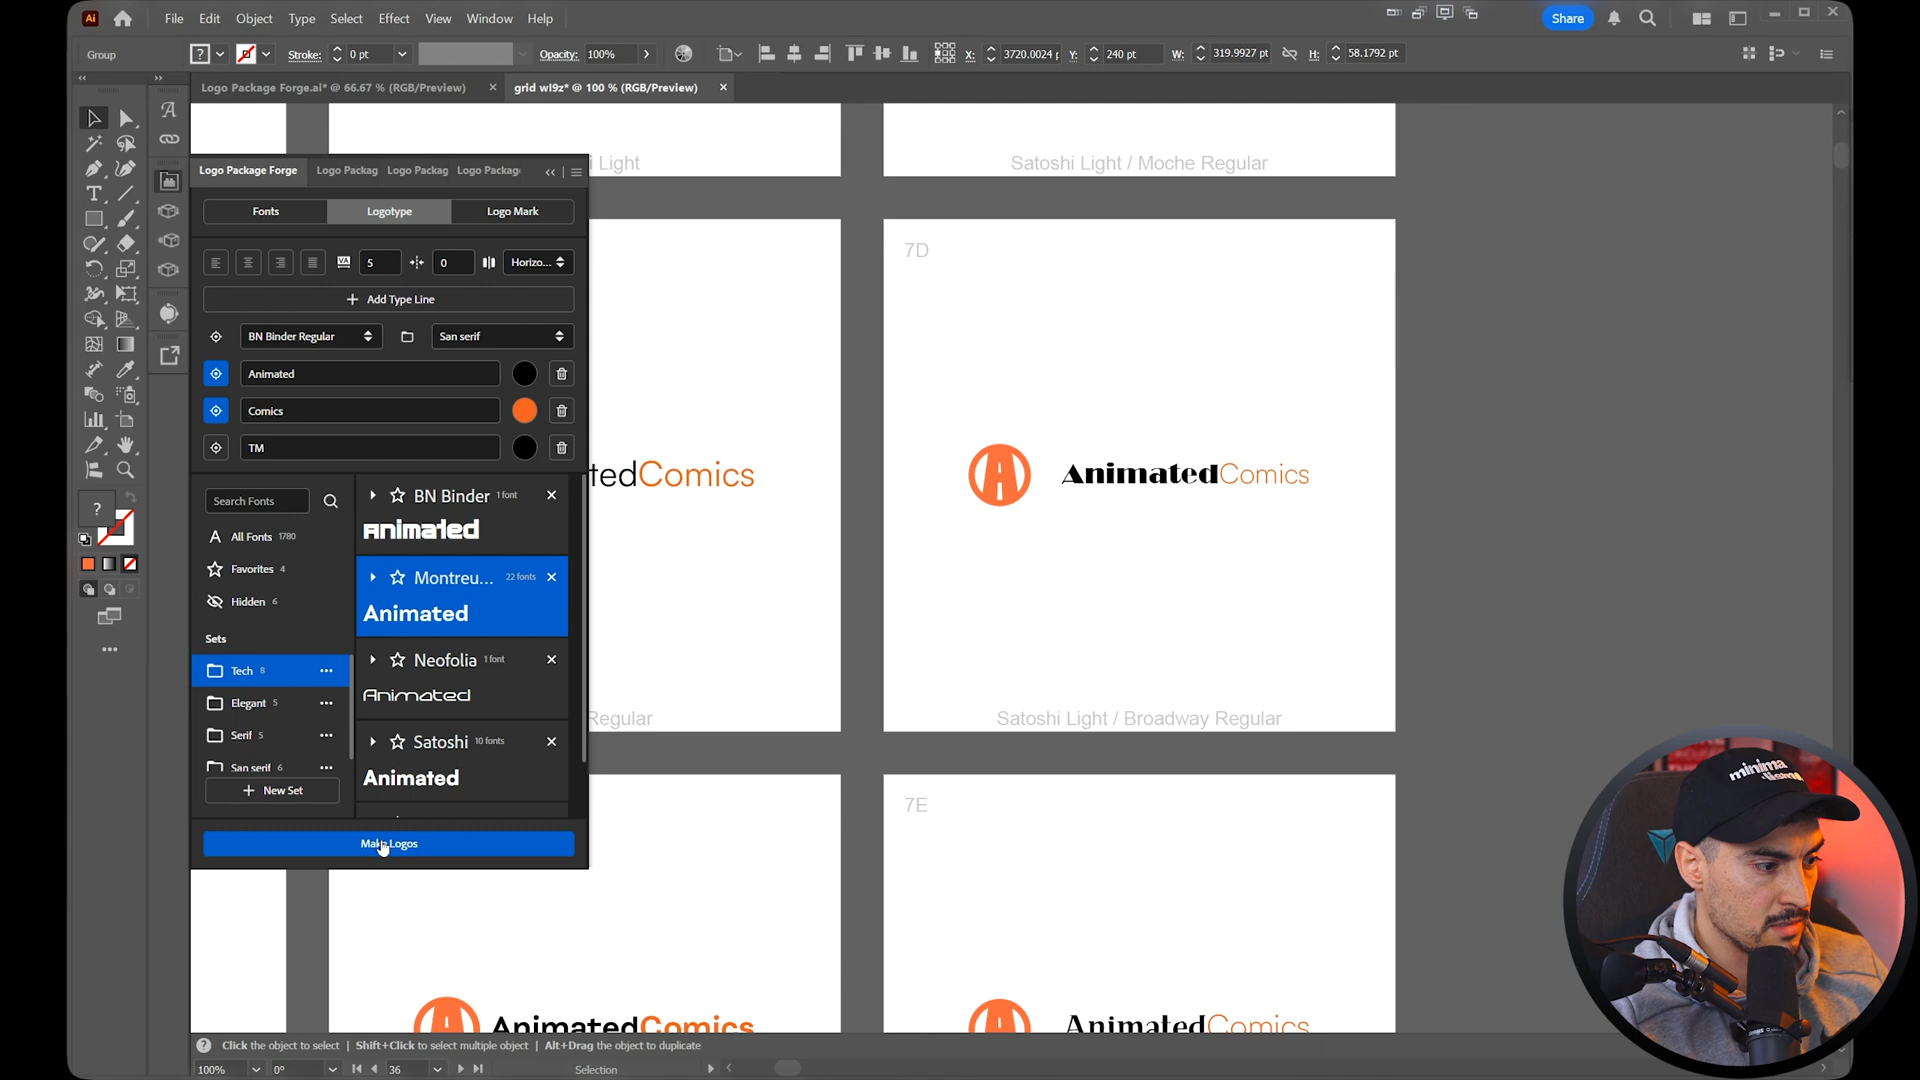 Ai File Edit Object Type Select Effect View Window Help Share
Group ? Stroke: 0 pt Opacity: 100% X: 3720.0024 Y: 240 pt W: 319.9927 pt H: 58.1792 pt
Logo Package Forge.ai* @ 66.67 % (RGB/Preview) × grid wl9z* @ 100 % (RGB/Preview) ×
Light
Satoshi Light / Moche Regular
Logo Package Forge Logo Packag Logo Packag Logo Package
Fonts Logotype Logo Mark
VA 5 0 Horizo...
+ Add Type Line
BN Binder Regular San serif
Animated
Comics
TM
Search Fonts
A All Fonts 1780
Favorites 4
Hidden 6
Sets
Tech 8 ...
Elegant 5 ...
Serif 5 ...
San serif 6 ...
+ New Set
BN Binder 1 font
Animated
Montreu... 22 fonts
Animated
Neofolia 1 font
Animated
Satoshi 10 fonts
Animated
Make Logos
tedComics
Regular
7D
AnimatedComics
Satoshi Light / Broadway Regular
7E
AnimatedComics
AnimatedComics
minima
Click the object to select | Shift+Click to select multiple object | Alt+Drag the object to duplicate
100% 0° 36 Selection